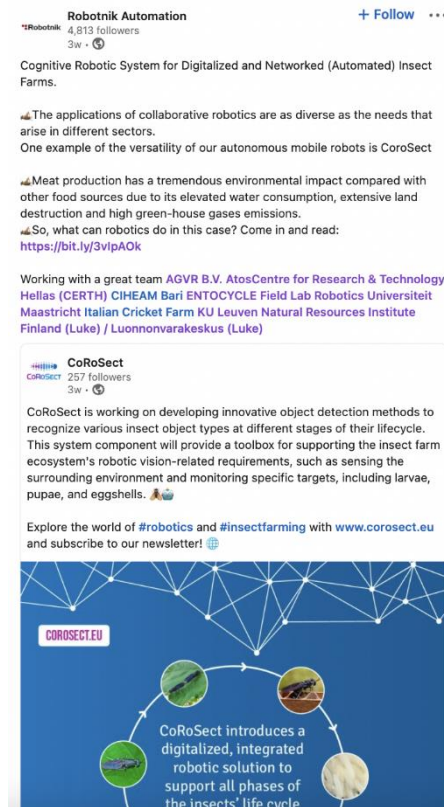 Robotnik Automation
+ Follow
Robotnik
4,813 followers
3w
Cognitive Robotic System for Digitalized and Networked (Automated) Insect
Farms.
The applications of collaborative robotics are as diverse as the needs that
arise in different sectors.
One example of the versatility of our autonomous mobile robots is CoroSect
Meat production has a tremendous environmental impact compared with
other food sources due to its elevated water consumption, extensive land
destruction and high green-house gases emissions.
So, what can robotics do in this case? Come in and read:
https://bit.ly/3vlpAOk
Working with a great team AGVR B.V. AtosCentre for Research & Technology
Hellas (CERTH) CIHEAM Bari ENTOCYCLE Field Lab Robotics Universiteit
Maastricht Italian Cricket Farm KU Leuven Natural Resources Institute
Finland (Luke) / Luonnonvarakeskus (Luke)
CoRoSect
COROSECT
257 followers
3w
CoRoSect is working on developing innovative object detection methods to
recognize various insect object types at different stages of their lifecycle.
This system component will provide a toolbox for supporting the insect farm
ecosystem's robotic vision-related requirements, such as sensing the
surrounding environment and monitoring specific targets, including larvae,
pupae, and eggshells.
Explore the world of #robotics and #insectfarming with www.corosect.eu
and subscribe to our newsletter!
COROSECT.EU
CoRoSect introduces a
digitalized, integrated
robotic solution to
support all phases of
the insects' life cycle